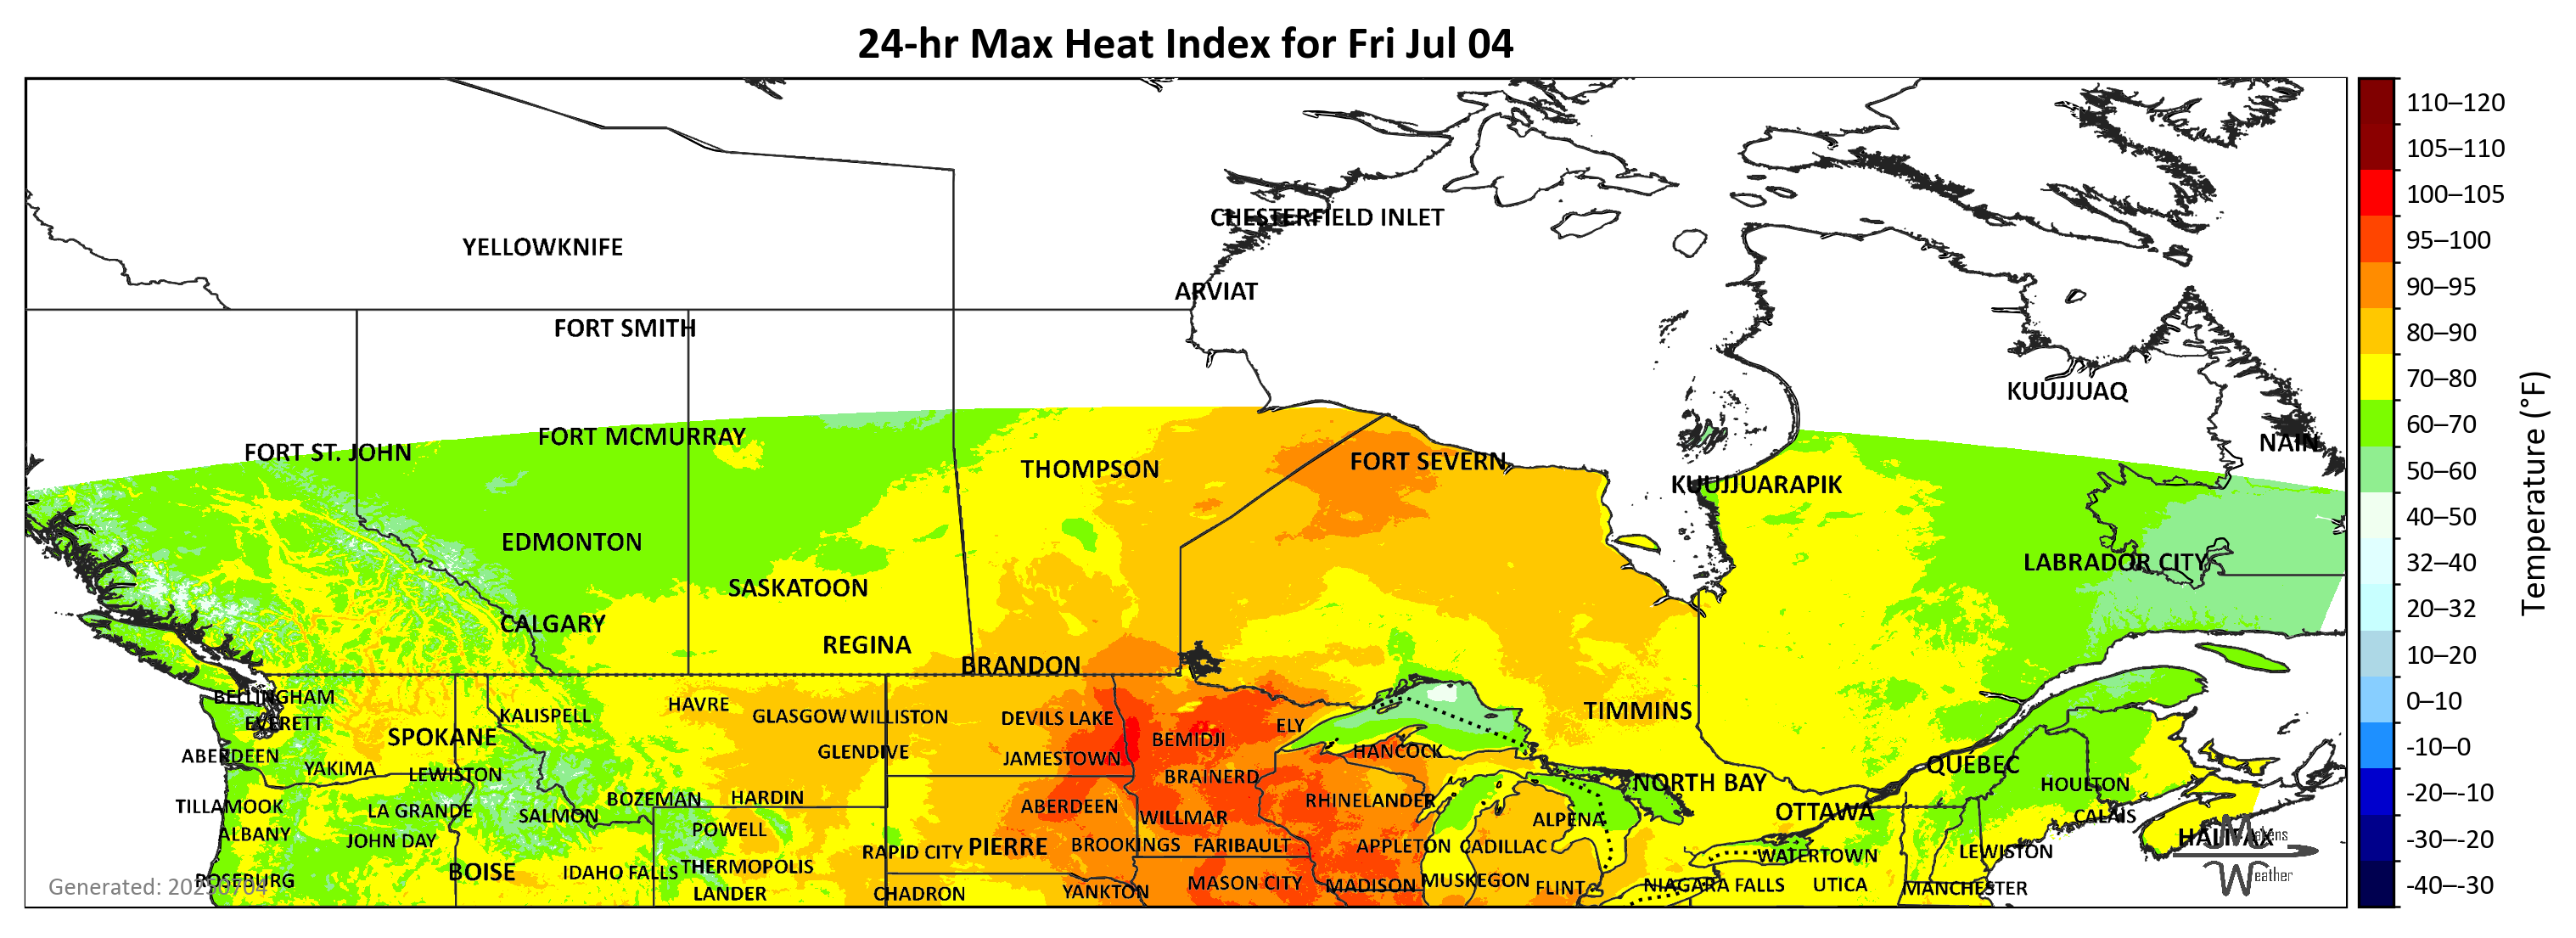 24-hr Max Heat Index for Fri Jul 04
110–120
105–110
CHESTERFIELD INLET
100–105
YELLOWKNIFE
95–100
ARVIAT
90–95
FORT SMITH
80–90
KUUJJUAQ
70–80
FORT MCMURRAY
60–70
FORT ST. JOHN
NAIN
THOMPSON
FORT SEVERN
50–60
KUUJJUARAPIK
40–50
EDMONTON
LABRADOR CITY
32–40
SASKATOON
20–32
CALGARY
REGINA
10–20
BRANDON
Temperature (°F)
BELLINGHAM
HAVRE
0–10
KALISPELL
GLASGOW WILLISTON
DEVILS LAKE
TIMMINS
EVERETT
ELY
SPOKANE
BEMIDJI
-10–0
ABERDEEN
GLENDIVE
JAMESTOWN
HANCOCK
YAKIMA
LEWISTON
BRAINERD
QUÉBEC
NORTH BAY
HOULTON
-20–-10
TILLAMOOK
LA GRANDE
SALMON
BOZEMAN
HARDIN
ABERDEEN
WILLMAR
RHINELANDER
OTTAWA
CALAIS
ALBANY
JOHN DAY
POWELL
ALPENA
HALIFAX
Makens
-30–-20
RAPID CITY
PIERRE
BROOKINGS
FARIBAULT
APPLETON
CADILLAC
WATERTOWN
LEWISTON
BOISE
IDAHO FALLS
THERMOPOLIS
Weather
ROSEBURG
Generated: 20250704
LANDER
CHADRON
YANKTON
MASON CITY
MADISON
MUSKEGON
FLINT
NIAGARA FALLS
UTICA
MANCHESTER
-40–-30